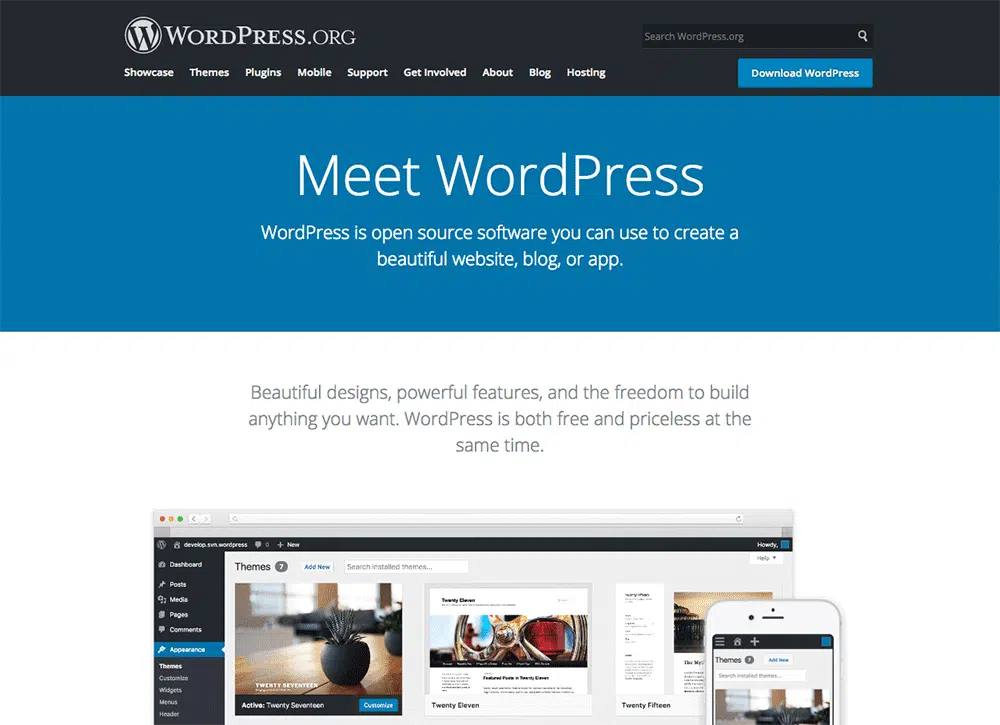 WORDPRESS.ORG
Search WordPress.org
Showcase Themes Plugins Mobile Support Get Involved About Blog Hosting
Download WordPress
Meet WordPress
WordPress is open source software you can use to create a
beautiful website, blog, or app.
Beautiful designs, powerful features, and the freedom to build
anything you want. WordPress is both free and priceless at the
same time.
develop.svn.wordpress 0 + New
Howdy,
Help
Dashboard
Posts
Media
Pages
Comments
Appearance
Themes
Customize
Widgets
Menus
Header
Themes 7 Add New Search installed themes...
TWENTY SEVENTEEN
Active: Twenty Seventeen Customize
Twenty Eleven
Featured Posts in Twenty Eleven
Twenty Eleven
Twenty Fifteen
Twenty Fifteen
Themes 7 Add New
Search installed themes...